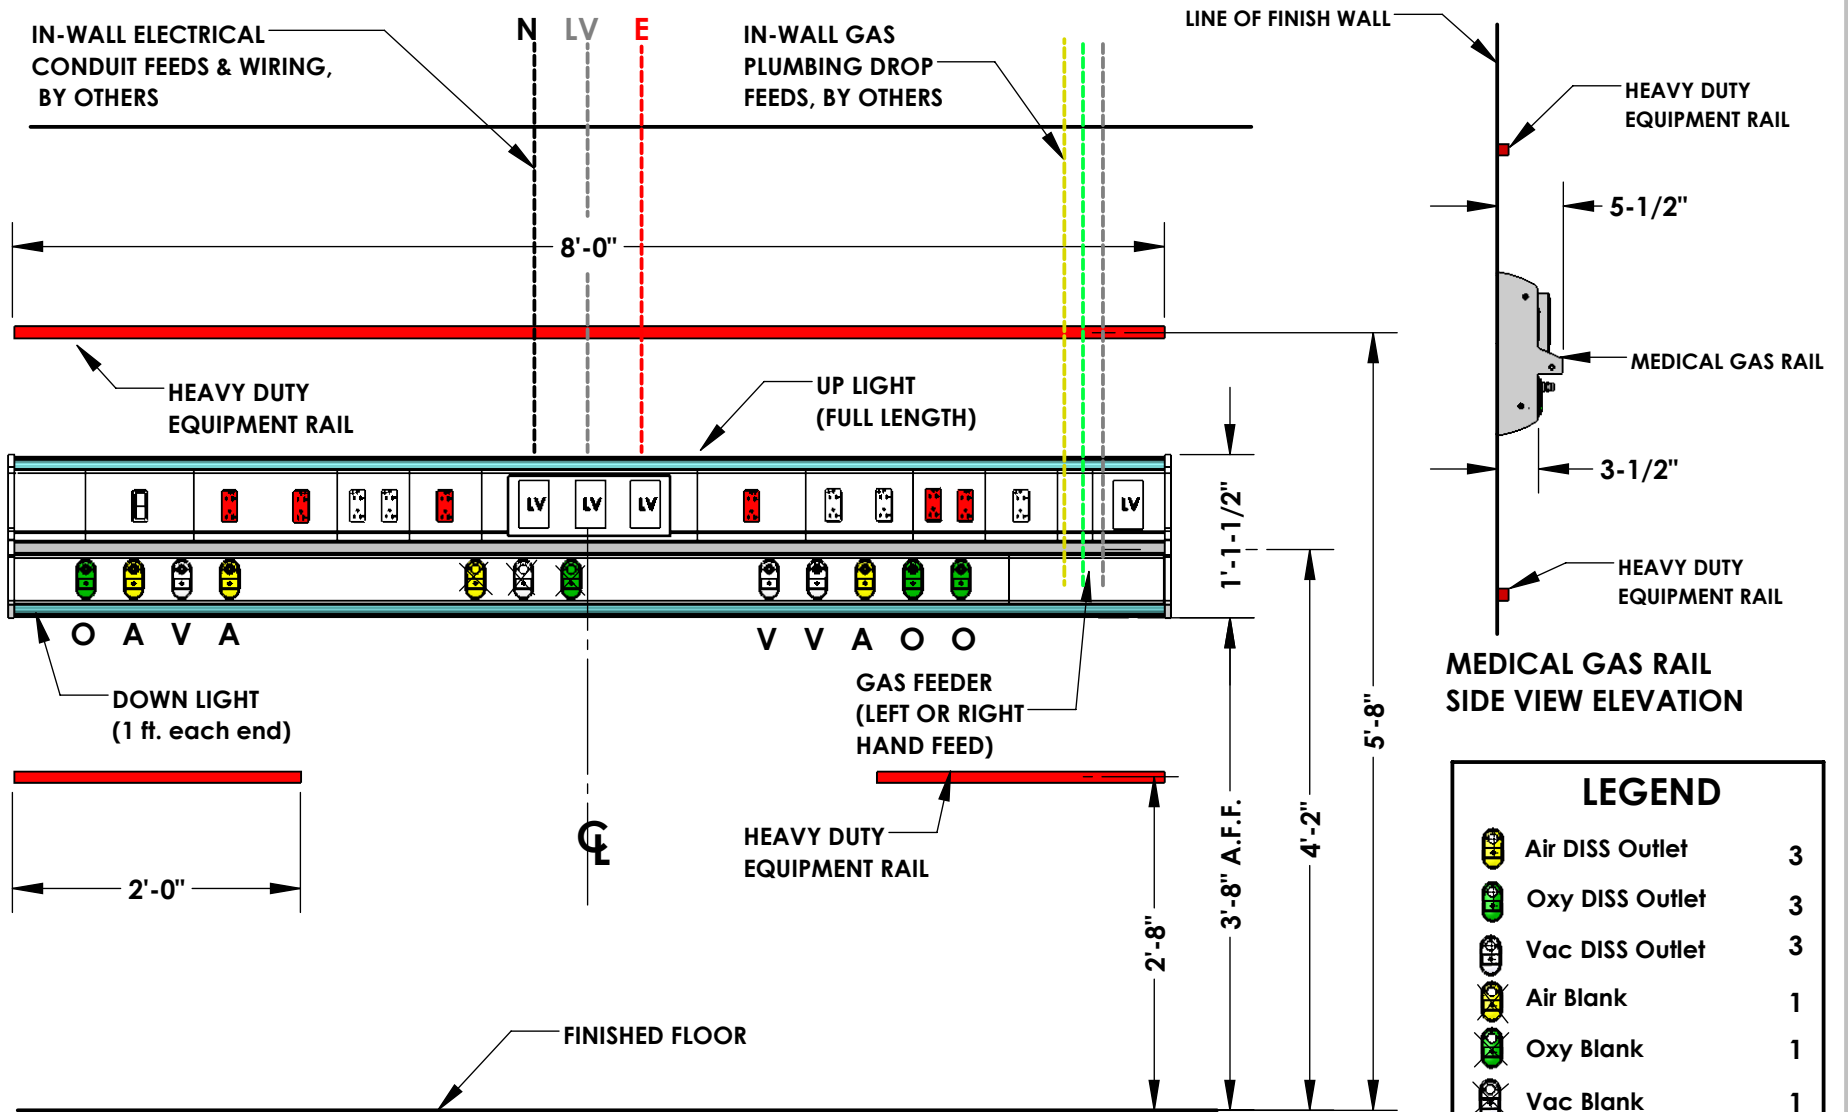 N LV E
IN-WALL ELECTRICAL
CONDUIT FEEDS & WIRING,
BY OTHERS
IN-WALL GAS
PLUMBING DROP
FEEDS, BY OTHERS
LINE OF FINISH WALL
HEAVY DUTY
EQUIPMENT RAIL
5-1/2"
8'-0"
HEAVY DUTY
EQUIPMENT RAIL
UP LIGHT
(FULL LENGTH)
MEDICAL GAS RAIL
3-1/2"
1'-1-1/2"
LV LV LV LV
HEAVY DUTY
EQUIPMENT RAIL
O A V A V V A O O
MEDICAL GAS RAIL
SIDE VIEW ELEVATION
DOWN LIGHT
(1 ft. each end)
GAS FEEDER
(LEFT OR RIGHT
HAND FEED)
5'-8"
4'-2"
3'-8" A.F.F.
2'-8"
CL
HEAVY DUTY
EQUIPMENT RAIL
2'-0"
FINISHED FLOOR
LEGEND
Air DISS Outlet 3
Oxy DISS Outlet 3
Vac DISS Outlet 3
Air Blank 1
Oxy Blank 1
Vac Blank 1